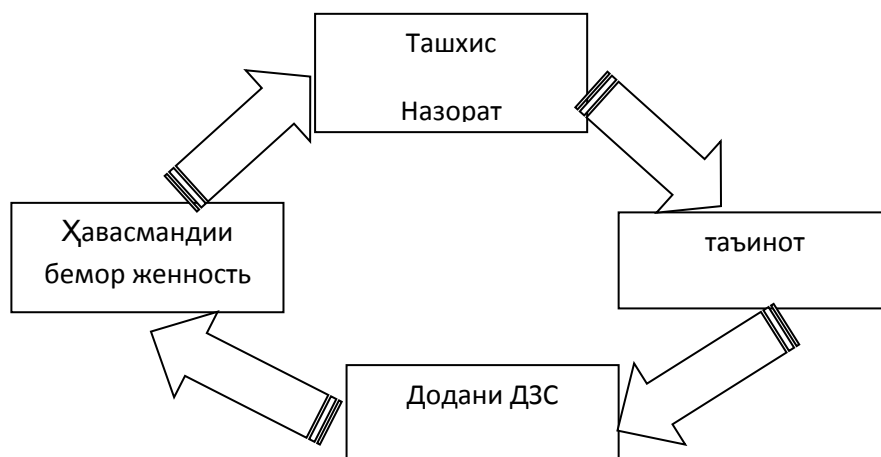 Ташхис
Назорат
Ҳавасмандии
бемор женность
таъинот
Додани ДЗС